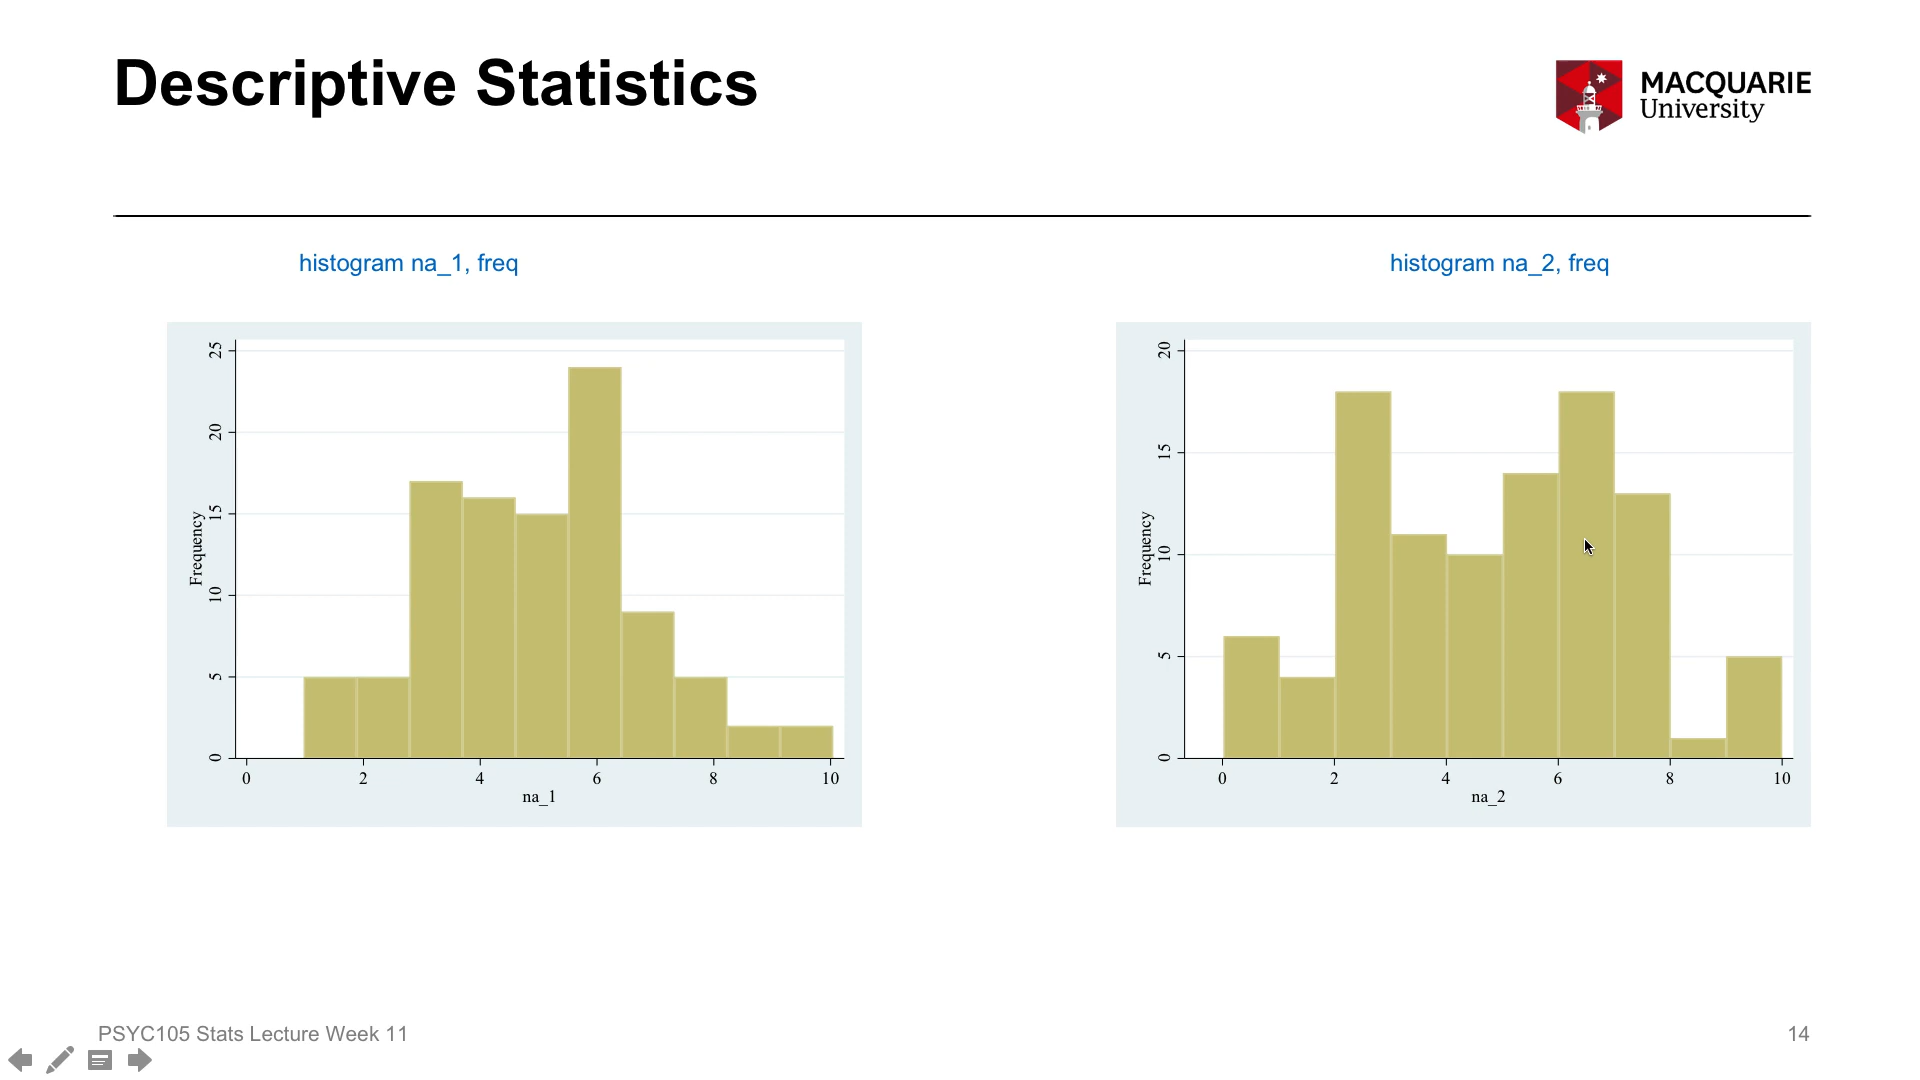 Descriptive Statistics
MACQUARIE
University
histogram na_1, freq
histogram na_2, freq
25
20
15
10
5
0
Frequency
0 2 4 6 8 10
na_1
20
15
10
5
0
Frequency
0 2 4 6 8 10
na_2
PSYC105 Stats Lecture Week 11
14